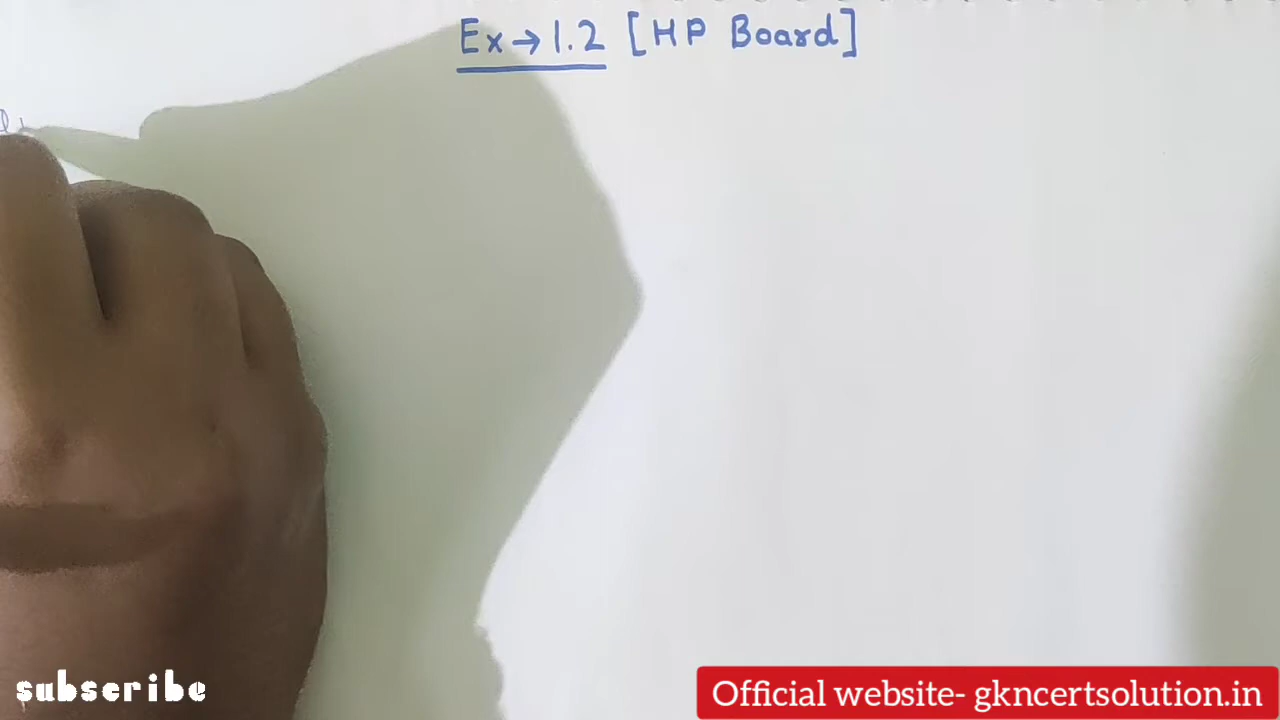 Ex → 1.2 [HP Board]
subscribe
Official website- gkncertsolution.in